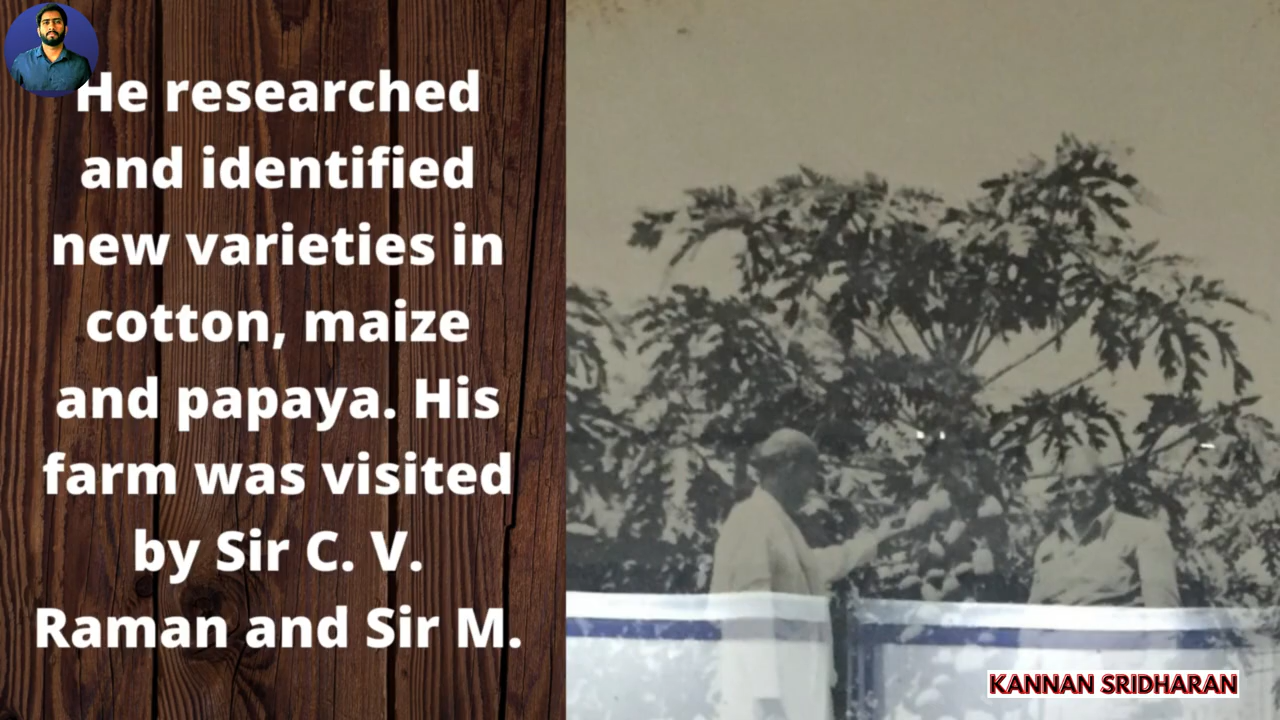 He researched
and identified
new varieties in
cotton, maize
and papaya. His
farm was visited
by Sir C. V.
Raman and Sir M.
KANNAN SRIDHARAN